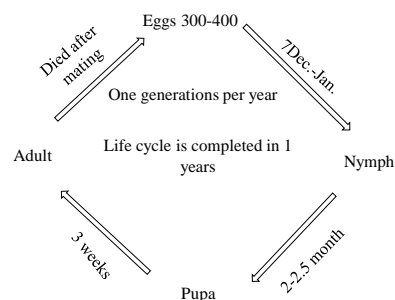 Eggs 300-400
Died after
mating
7Dec.-Jan.
One generations per year
Life cycle is completed in 1
years
Adult
Nymph
3 weeks
2-2.5 month
Pupa